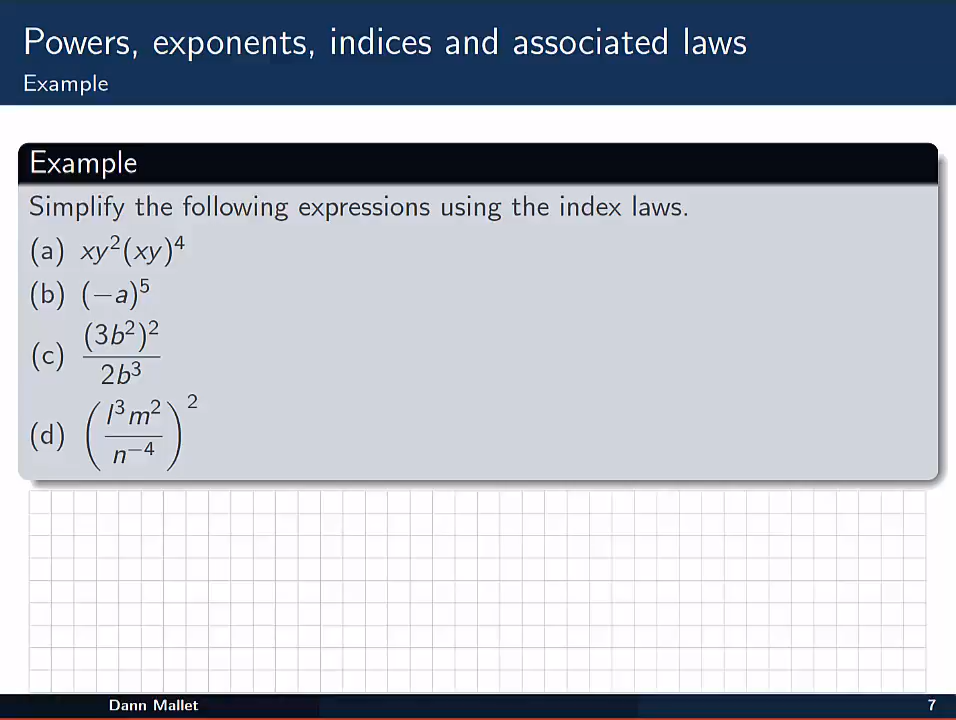 Powers, exponents, indices and associated laws
Example
Example
Simplify the following expressions using the index laws.
(a) xy²(xy)⁴
(b) (−a)⁵
(c) (3b²)² / 2b³
(d) (l³m² / n⁻⁴)²
Dann Mallet 7